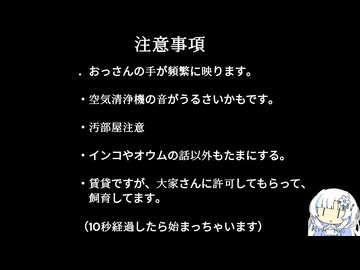 注意事項
．おっさんの手が頻繁に映ります。
・空気清浄機の音がうるさいかもです。
・汚部屋注意
・インコやオウムの話以外もたまにする。
・賃貸ですが、大家さんに許可してもらって、
飼育してます。
（10秒経過したら始まっちゃいます）